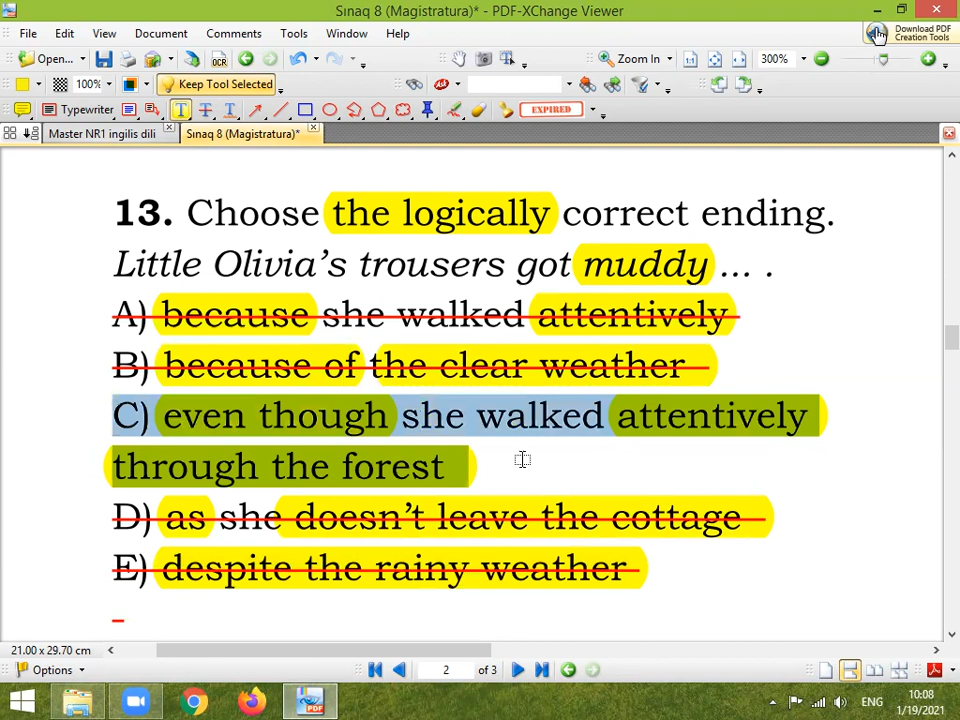 Sınaq 8 (Magistratura)* - PDF-XChange Viewer
File Edit View Document Comments Tools Window Help
Download PDF
Creation Tools
Open... OCR Zoom In 300%
100% Keep Tool Selected
Typewriter T T T EXPIRED
Master NR1 ingilis dili Sınaq 8 (Magistratura)*
13. Choose the logically correct ending.
Little Olivia's trousers got muddy ... .
A) because she walked attentively
B) because of the clear weather
C) even though she walked attentively
through the forest
D) as she doesn't leave the cottage
E) despite the rainy weather
21.00 x 29.70 cm
Options 2 of 3
PDF
ENG
10:08
1/19/2021